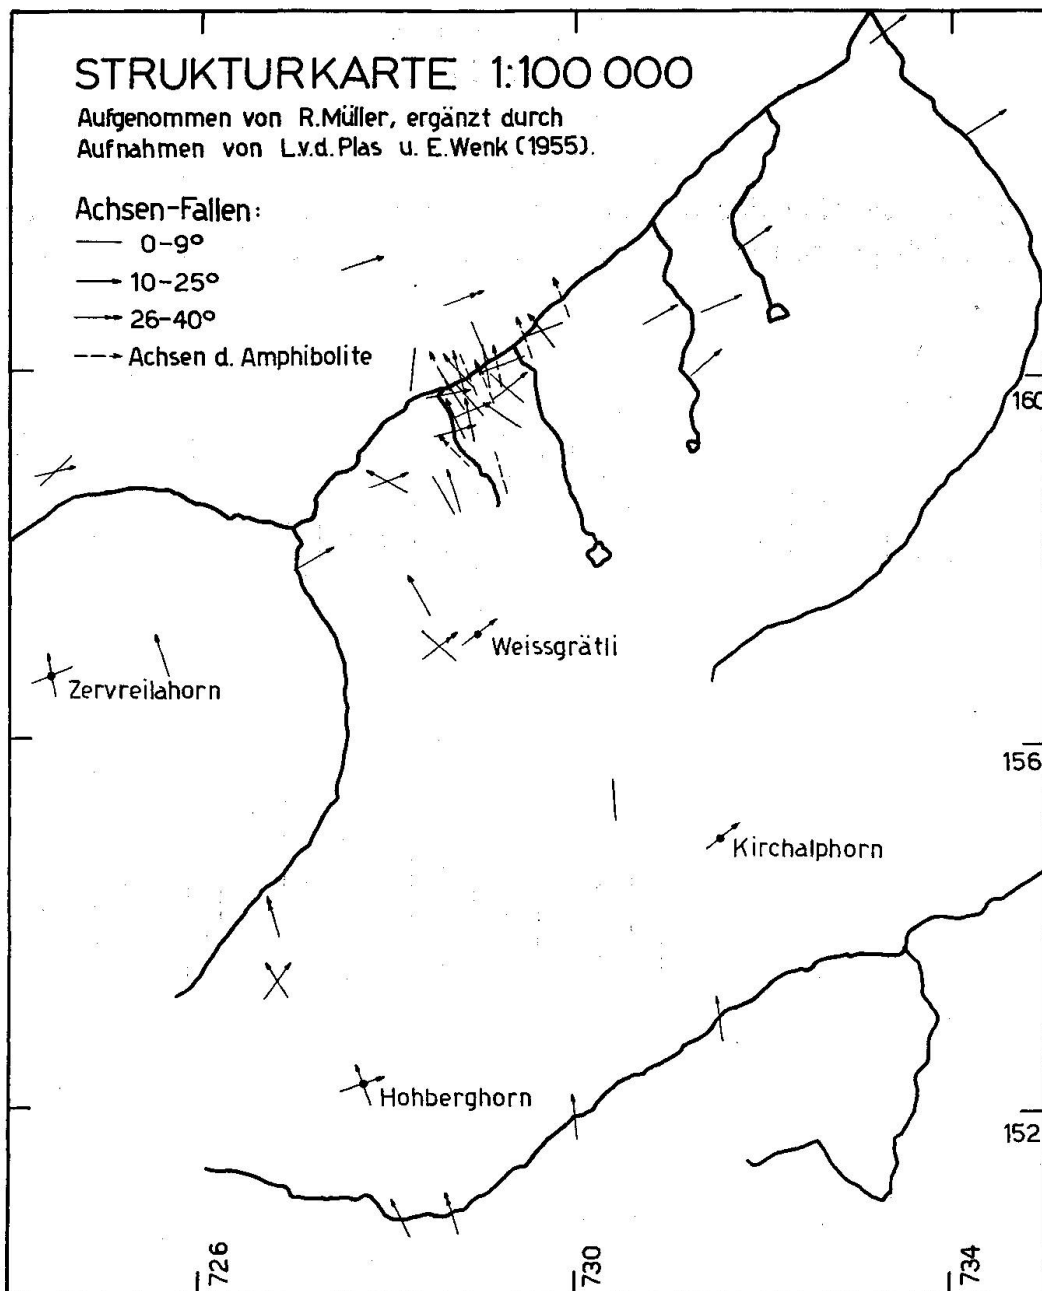 STRUKTURKARTE 1:100 000
Aufgenommen von R.Müller, ergänzt durch
Aufnahmen von L.v.d.Plas u. E.Wenk (1955).
Achsen-Fallen:
0-9°
10-25°
26-40°
Achsen d. Amphibolite
160
Weissgrätli
Zervreilahorn
156
Kirchalphorn
Hohberghorn
152
726
730
734